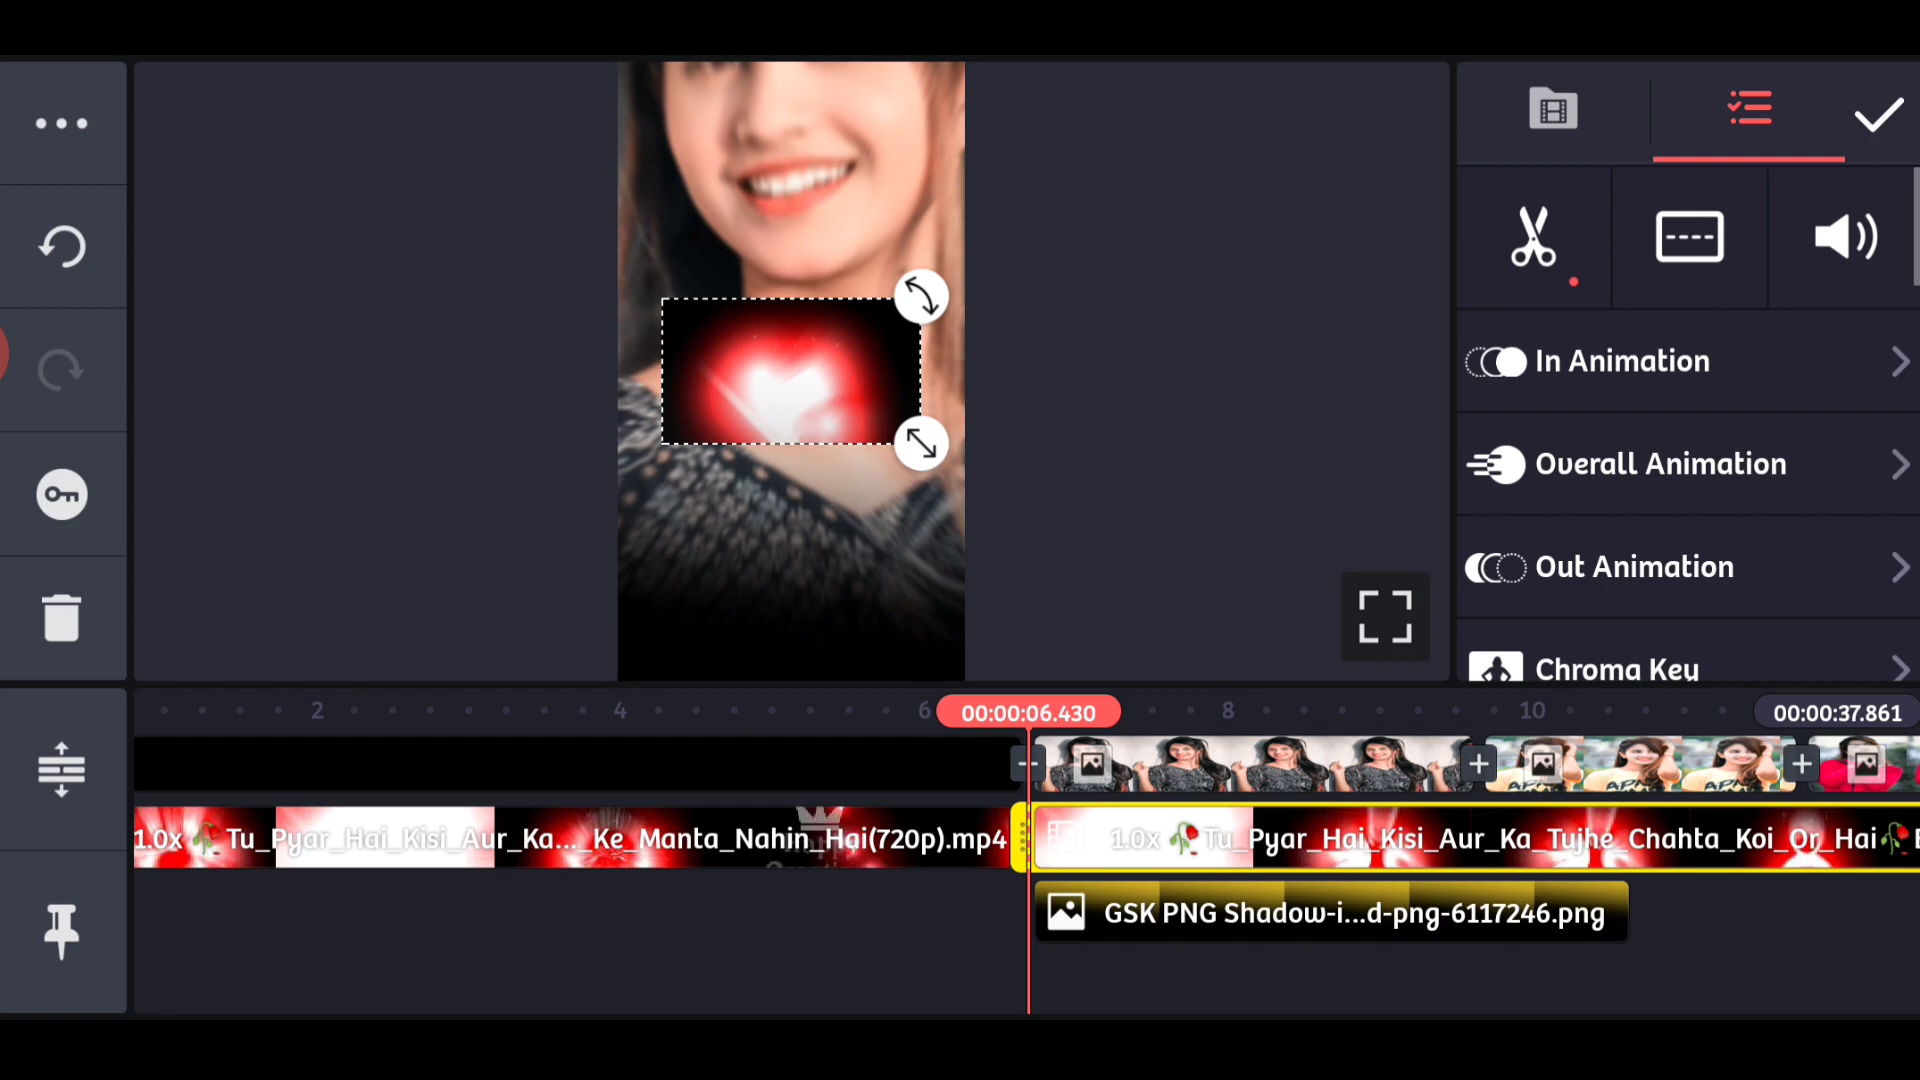 In Animation
Overall Animation
Out Animation
Chroma Key
2
4
6
00:00:06.430
8
10
00:00:37.861
1.0x 🥀Tu_Pyar_Hai_Kisi_Aur_Ka..._Ke_Manta_Nahin_Hai(720p).mp4
1.0x 🥀Tu_Pyar_Hai_Kisi_Aur_Ka_Tujhe_Chahta_Koi_Or_Hai🥀
GSK PNG Shadow-i...d-png-6117246.png